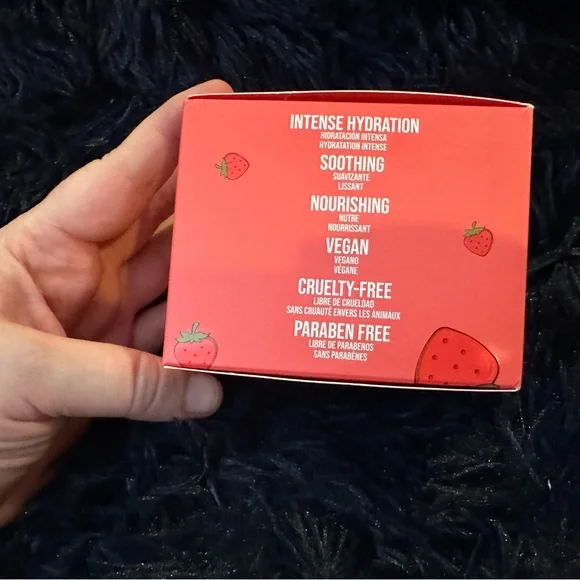 INTENSE HYDRATION
HIDRATACION INTENSA
HYDRATATION INTENSE
SOOTHING
SUAVIZANTE
LISSANT
NOURISHING
NUTRE
NOURRISSANT
VEGAN
VEGANO
VÉGANE
CRUELTY-FREE
LIBRE DE CRUELDAD
SANS CRUAUTÉ ENVERS LES ANIMAUX
PARABEN FREE
LIBRE DE PARABENOS
SANS PARABÈNES